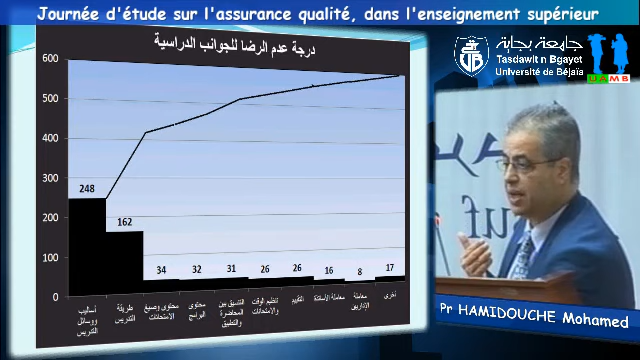 Journée d'étude sur l'assurance qualité, dans l'enseignement supérieur
جامعة بجاية
Tasdawit n Bgayet
Université de Béjaïa
UAMB
درجة عدم الرضا للجوانب الدراسية
600
500
400
300
200
100
0
248
162
34
32
31
26
26
16
8
17
أساليب ووسائل التدريس
طريقة التدريس
محتوى وصيغ الامتحانات
محتوى البرامج
التنسيق بين المحاضرة والتطبيق
تنظيم الوقت والامتحانات
التقييم
معاملة الأساتذة
معاملة الإداريين
أخرى
Pr HAMIDOUCHE Mohamed